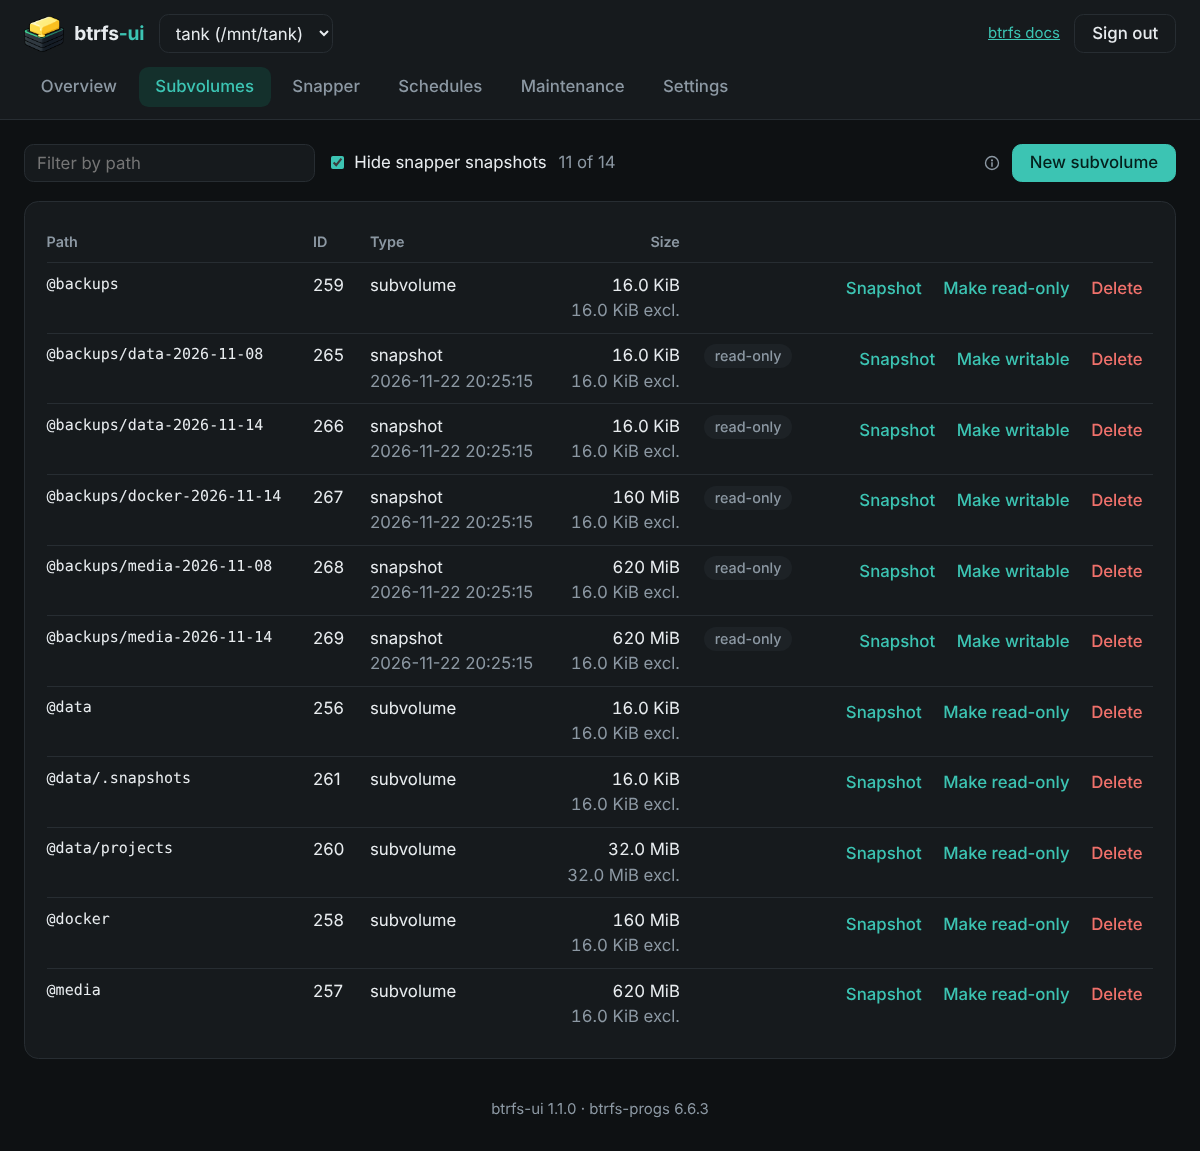 btrfs-ui
tank (/mnt/tank)
btrfs docs
Sign out
Overview Subvolumes Snapper Schedules Maintenance Settings
Filter by path
Hide snapper snapshots 11 of 14
New subvolume
Path ID Type Size
@backups 259 subvolume 16.0 KiB Snapshot Make read-only Delete
16.0 KiB excl.
@backups/data-2026-11-08 265 snapshot 16.0 KiB read-only Snapshot Make writable Delete
2026-11-22 20:25:15 16.0 KiB excl.
@backups/data-2026-11-14 266 snapshot 16.0 KiB read-only Snapshot Make writable Delete
2026-11-22 20:25:15 16.0 KiB excl.
@backups/docker-2026-11-14 267 snapshot 160 MiB read-only Snapshot Make writable Delete
2026-11-22 20:25:15 16.0 KiB excl.
@backups/media-2026-11-08 268 snapshot 620 MiB read-only Snapshot Make writable Delete
2026-11-22 20:25:15 16.0 KiB excl.
@backups/media-2026-11-14 269 snapshot 620 MiB read-only Snapshot Make writable Delete
2026-11-22 20:25:15 16.0 KiB excl.
@data 256 subvolume 16.0 KiB Snapshot Make read-only Delete
16.0 KiB excl.
@data/.snapshots 261 subvolume 16.0 KiB Snapshot Make read-only Delete
16.0 KiB excl.
@data/projects 260 subvolume 32.0 MiB Snapshot Make read-only Delete
32.0 MiB excl.
@docker 258 subvolume 160 MiB Snapshot Make read-only Delete
16.0 KiB excl.
@media 257 subvolume 620 MiB Snapshot Make read-only Delete
16.0 KiB excl.
btrfs-ui 1.1.0 · btrfs-progs 6.6.3